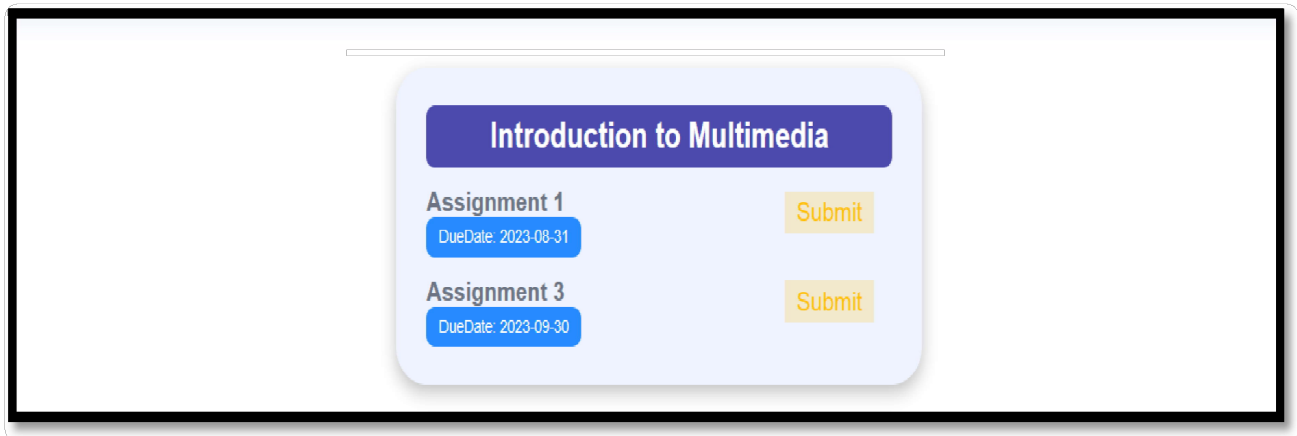 Introduction to Multimedia
Assignment 1
Submit
DueDate: 2023-08-31
Assignment 3
Submit
DueDate: 2023-09-30